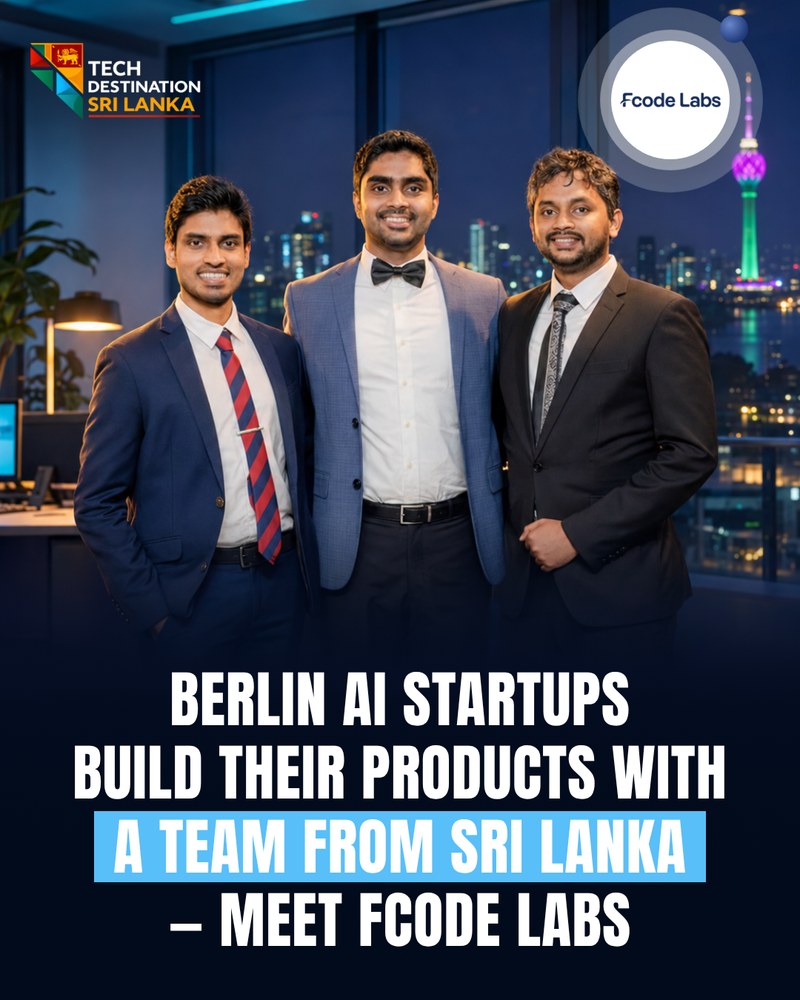 TECH
DESTINATION
SRI LANKA
Fcode Labs
BERLIN AI STARTUPS
BUILD THEIR PRODUCTS WITH
A TEAM FROM SRI LANKA
– MEET FCODE LABS